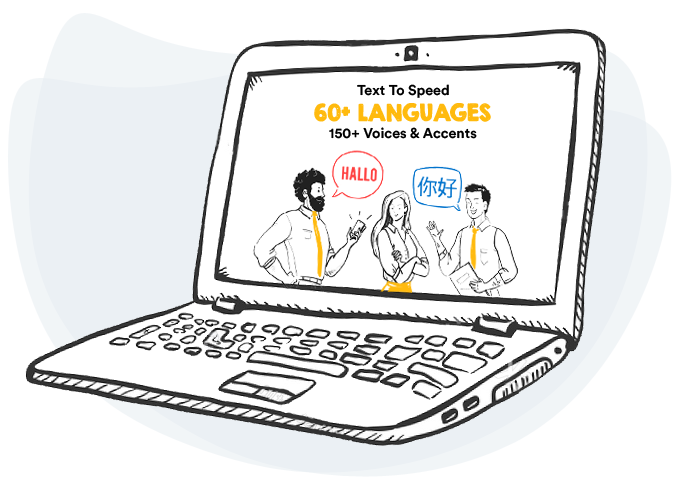 Text To Speed
60+ LANGUAGES
150+ Voices & Accents
HALLO
你好